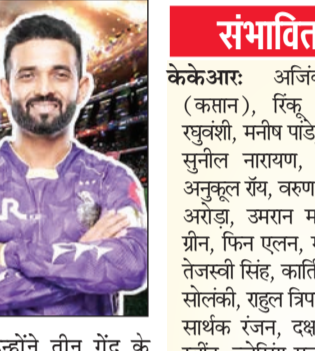 संभावित
केकेआरः अजिं
(कप्तान), रिंकू
रघुवंशी, मनीष पांडे
सुनील नारायण,
अनुकूल रॉय, वरुण
अरोड़ा, उमरान म
ग्रीन, फिन एलन,
तेजस्वी सिंह, कार्ति
सोलंकी, राहुल त्रिप
सार्थक रंजन, दक्ष
न्होंने तीन गेंद के